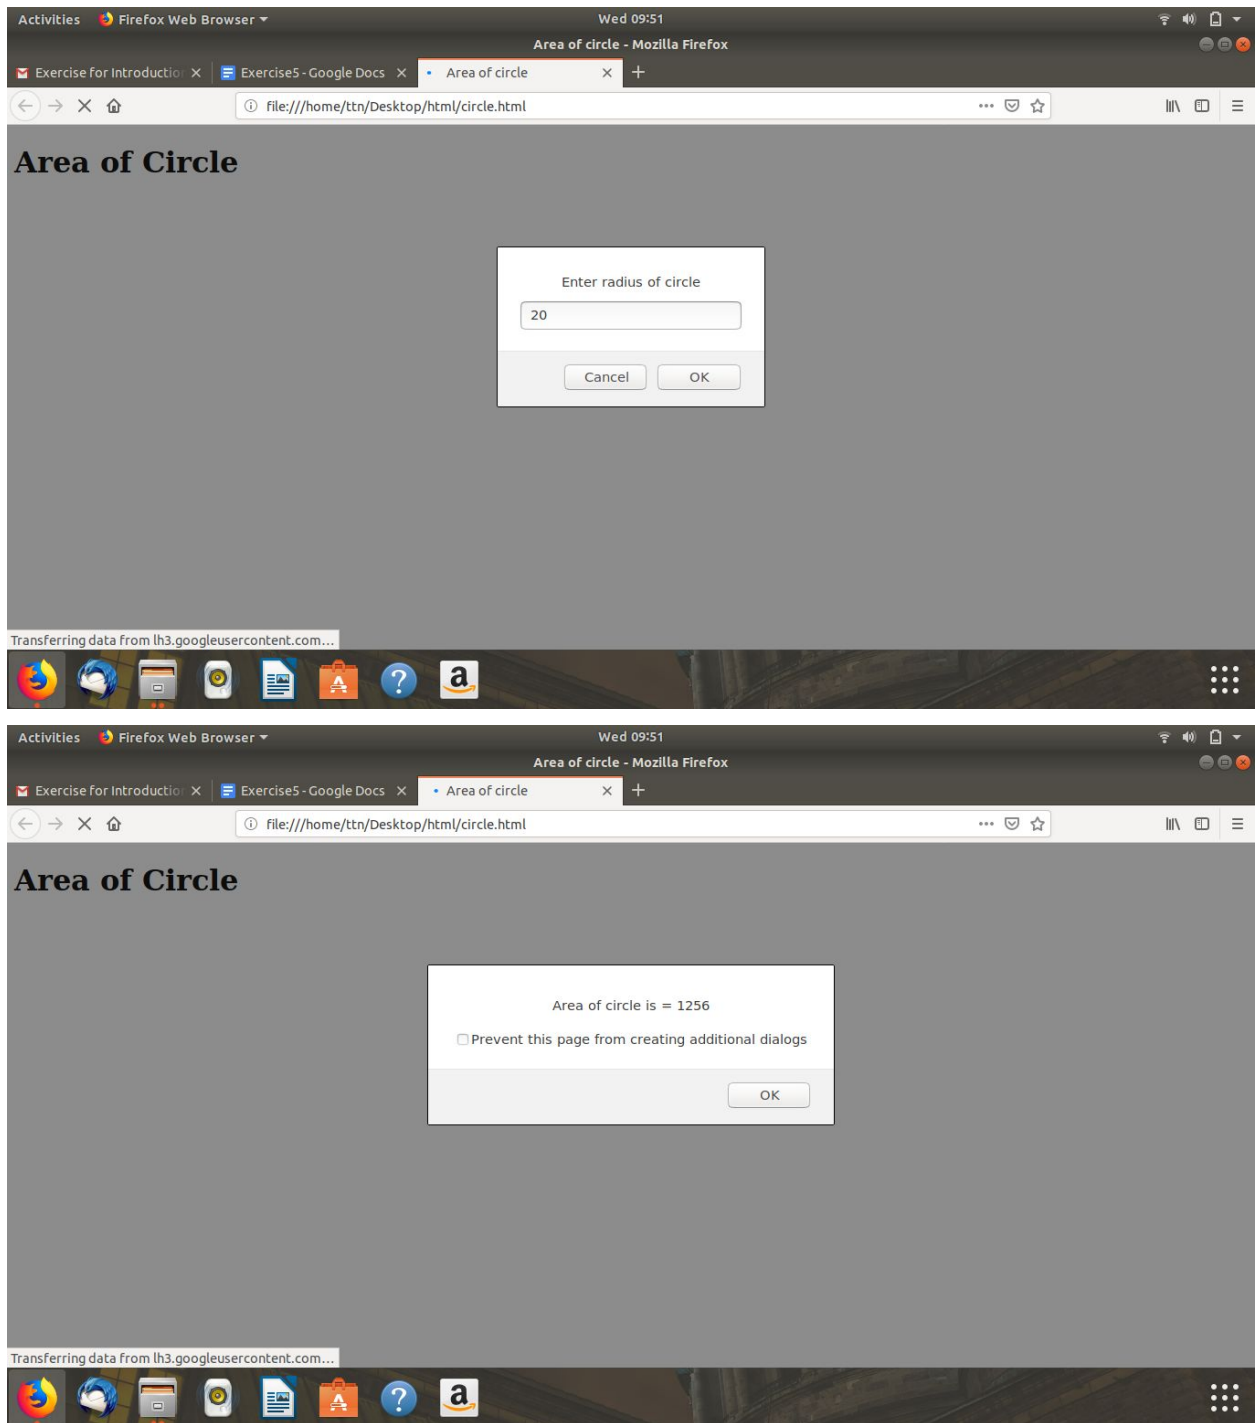 Activities Firefox Web Browser Wed 09:51
Area of circle - Mozilla Firefox
Exercise for Introduction Exercise5 - Google Docs Area of circle
file:///home/ttn/Desktop/html/circle.html
Area of Circle
Enter radius of circle
20
Cancel OK
Transferring data from lh3.googleusercontent.com...
a
Activities Firefox Web Browser Wed 09:51
Area of circle - Mozilla Firefox
Exercise for Introduction Exercise5 - Google Docs Area of circle
file:///home/ttn/Desktop/html/circle.html
Area of Circle
Area of circle is = 1256
Prevent this page from creating additional dialogs
OK
Transferring data from lh3.googleusercontent.com...
a